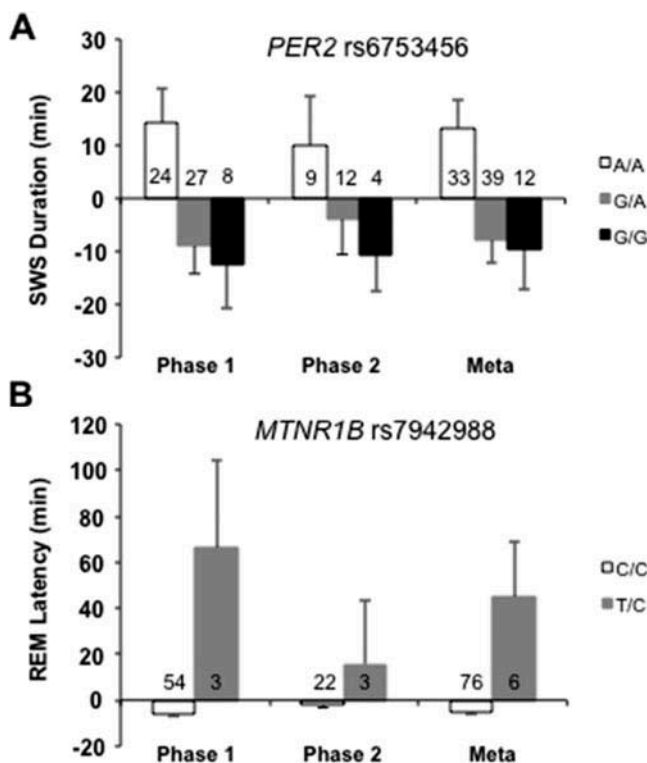 A
PER2 rs6753456
SWS Duration (min)
30
20
10
0
-10
-20
-30
24 27 8
9 12 4
33 39 12
A/A
G/A
G/G
Phase 1 Phase 2 Meta
B
MTNR1B rs7942988
REM Latency (min)
120
100
80
60
40
20
0
-20
54 3
22 3
76 6
C/C
T/C
Phase 1 Phase 2 Meta